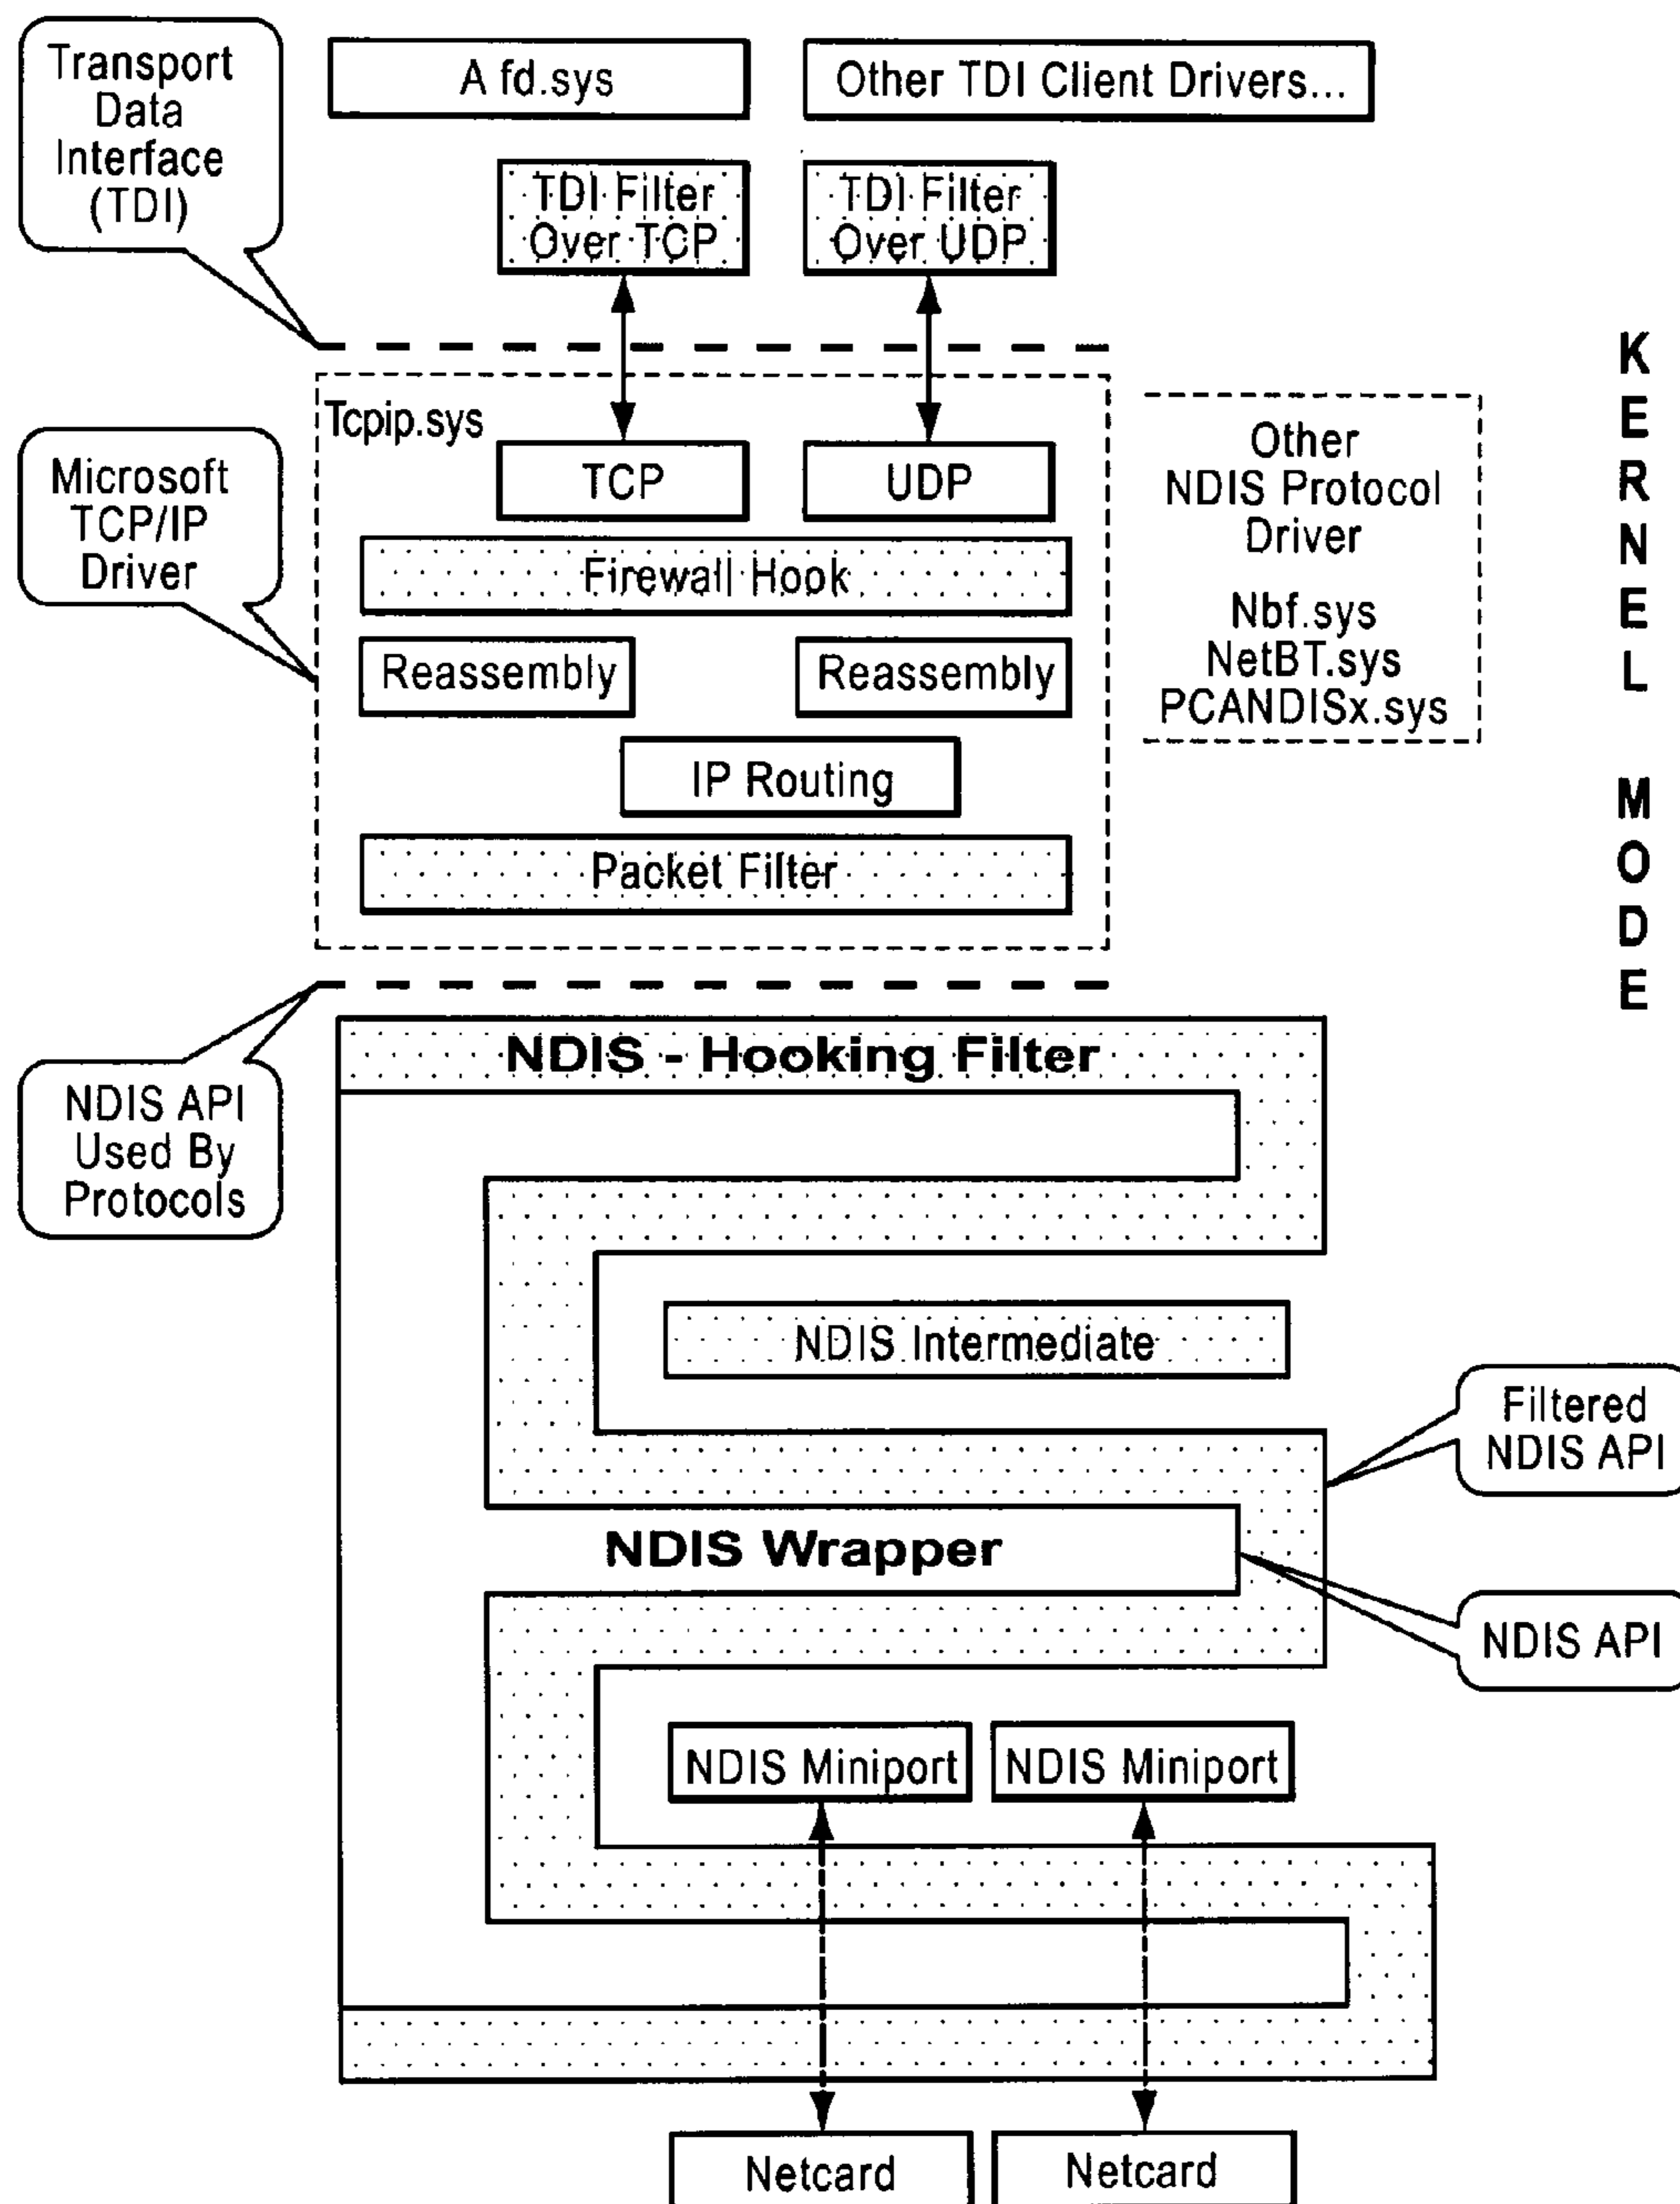 Transport
Data
Interface
(TDI)
A fd.sys
Other TDI Client Drivers...
TDI Filter
Over TCP
TDI Filter
Over UDP
Tcpip.sys
Microsoft
TCP/IP
Driver
TCP
UDP
Firewall Hook
Reassembly
Reassembly
IP Routing
Packet Filter
Other
NDIS Protocol
Driver
Nbf.sys
NetBT.sys
PCANDISx.sys
KERNEL MODE
NDIS API
Used By
Protocols
NDIS - Hooking Filter
NDIS Intermediate
Filtered
NDIS API
NDIS Wrapper
NDIS API
NDIS Miniport
NDIS Miniport
Netcard
Netcard